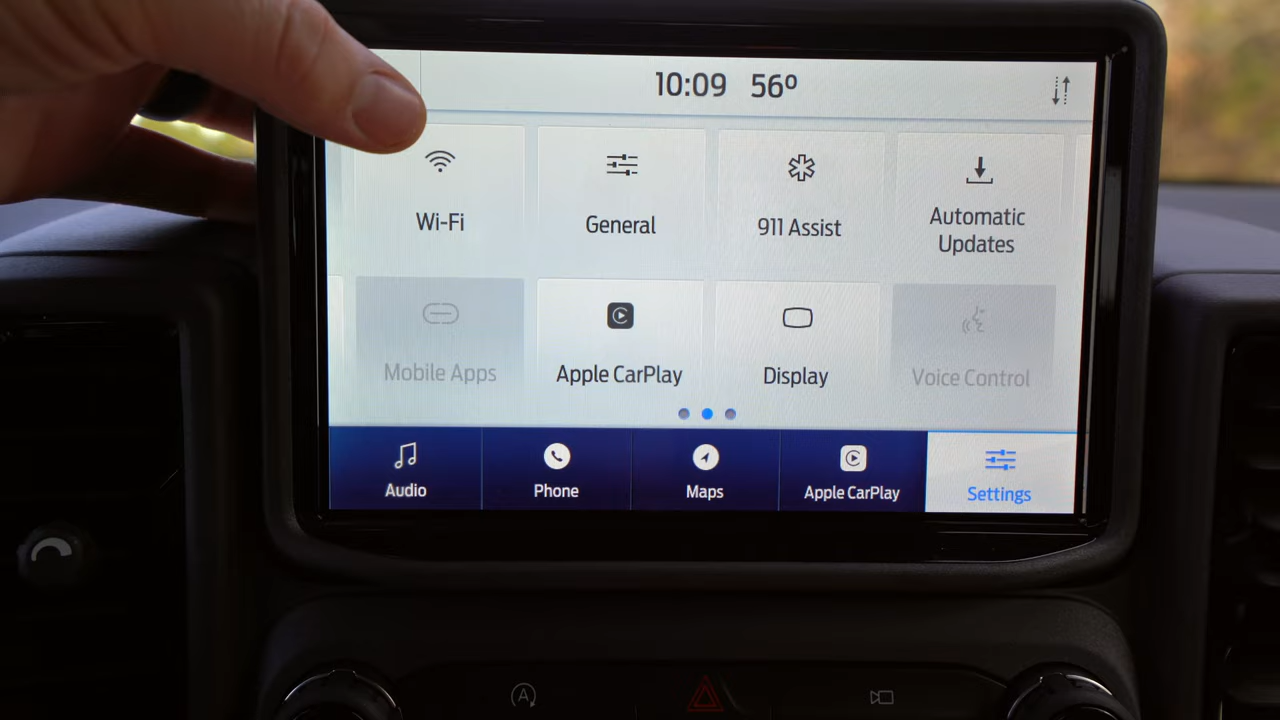 10:09 56º
Wi-Fi
General
911 Assist
Automatic
Updates
Mobile Apps
Apple CarPlay
Display
Voice Control
Audio
Phone
Maps
Apple CarPlay
Settings
A